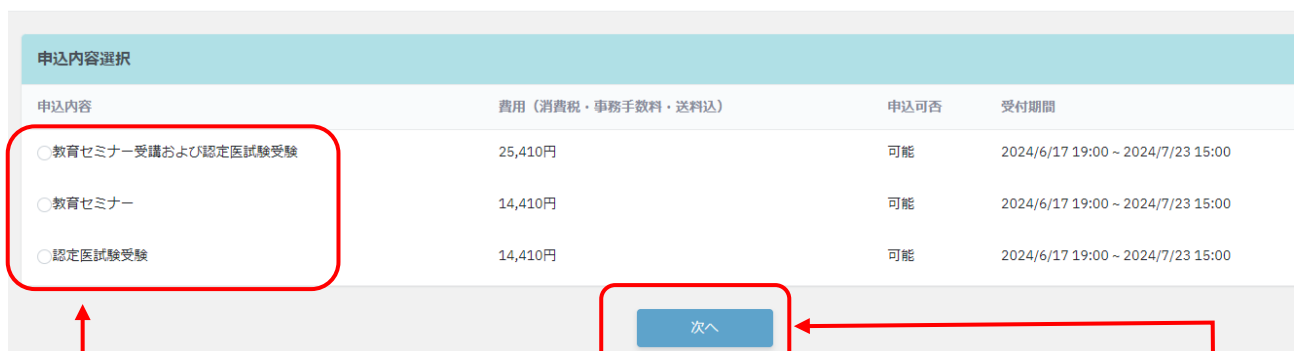 申込内容選択
申込内容 費用（消費税・事務手数料・送料込） 申込可否 受付期間
教育セミナー受講および認定医試験受験 25,410円 可能 2024/6/17 19:00 ~ 2024/7/23 15:00
教育セミナー 14,410円 可能 2024/6/17 19:00 ~ 2024/7/23 15:00
認定医試験受験 14,410円 可能 2024/6/17 19:00 ~ 2024/7/23 15:00
次へ